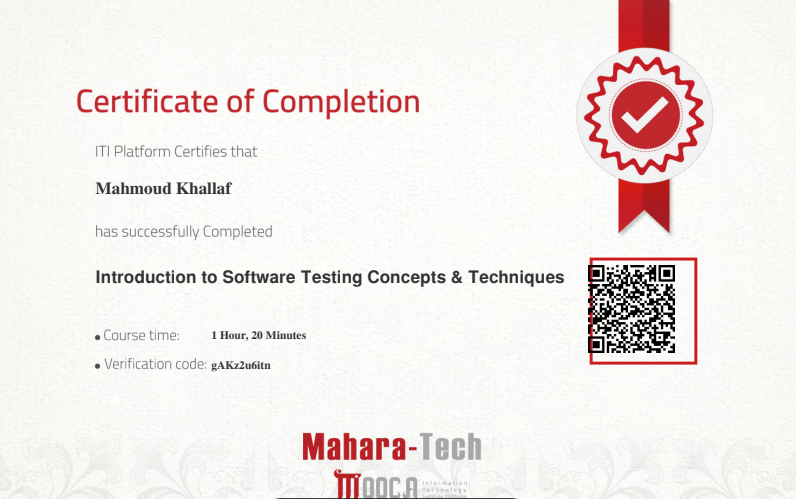 Certificate of Completion
ITI Platform Certifies that
Mahmoud Khallaf
has successfully Completed
Introduction to Software Testing Concepts & Techniques
• Course time: 1 Hour, 20 Minutes
• Verification code: gAKz2u6itn
Mahara-Tech
MOOCA
Information
Technology